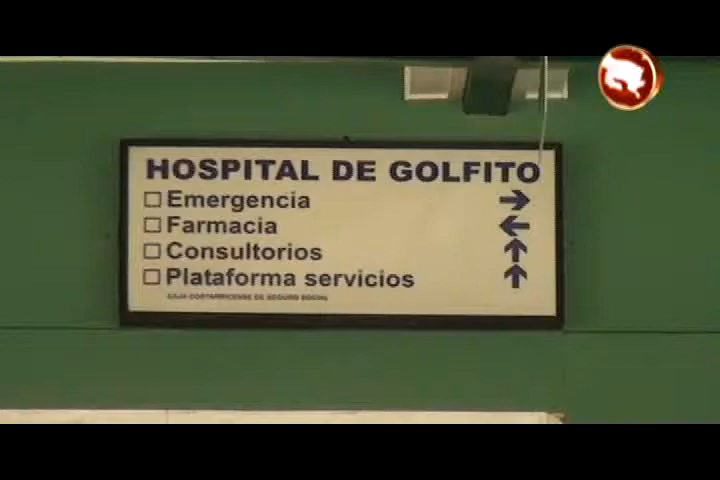 HOSPITAL DE GOLFITO
Emergencia →
Farmacia ←
Consultorios ↑
Plataforma servicios ↑
CAJA COSTARRICENSE DE SEGURO SOCIAL